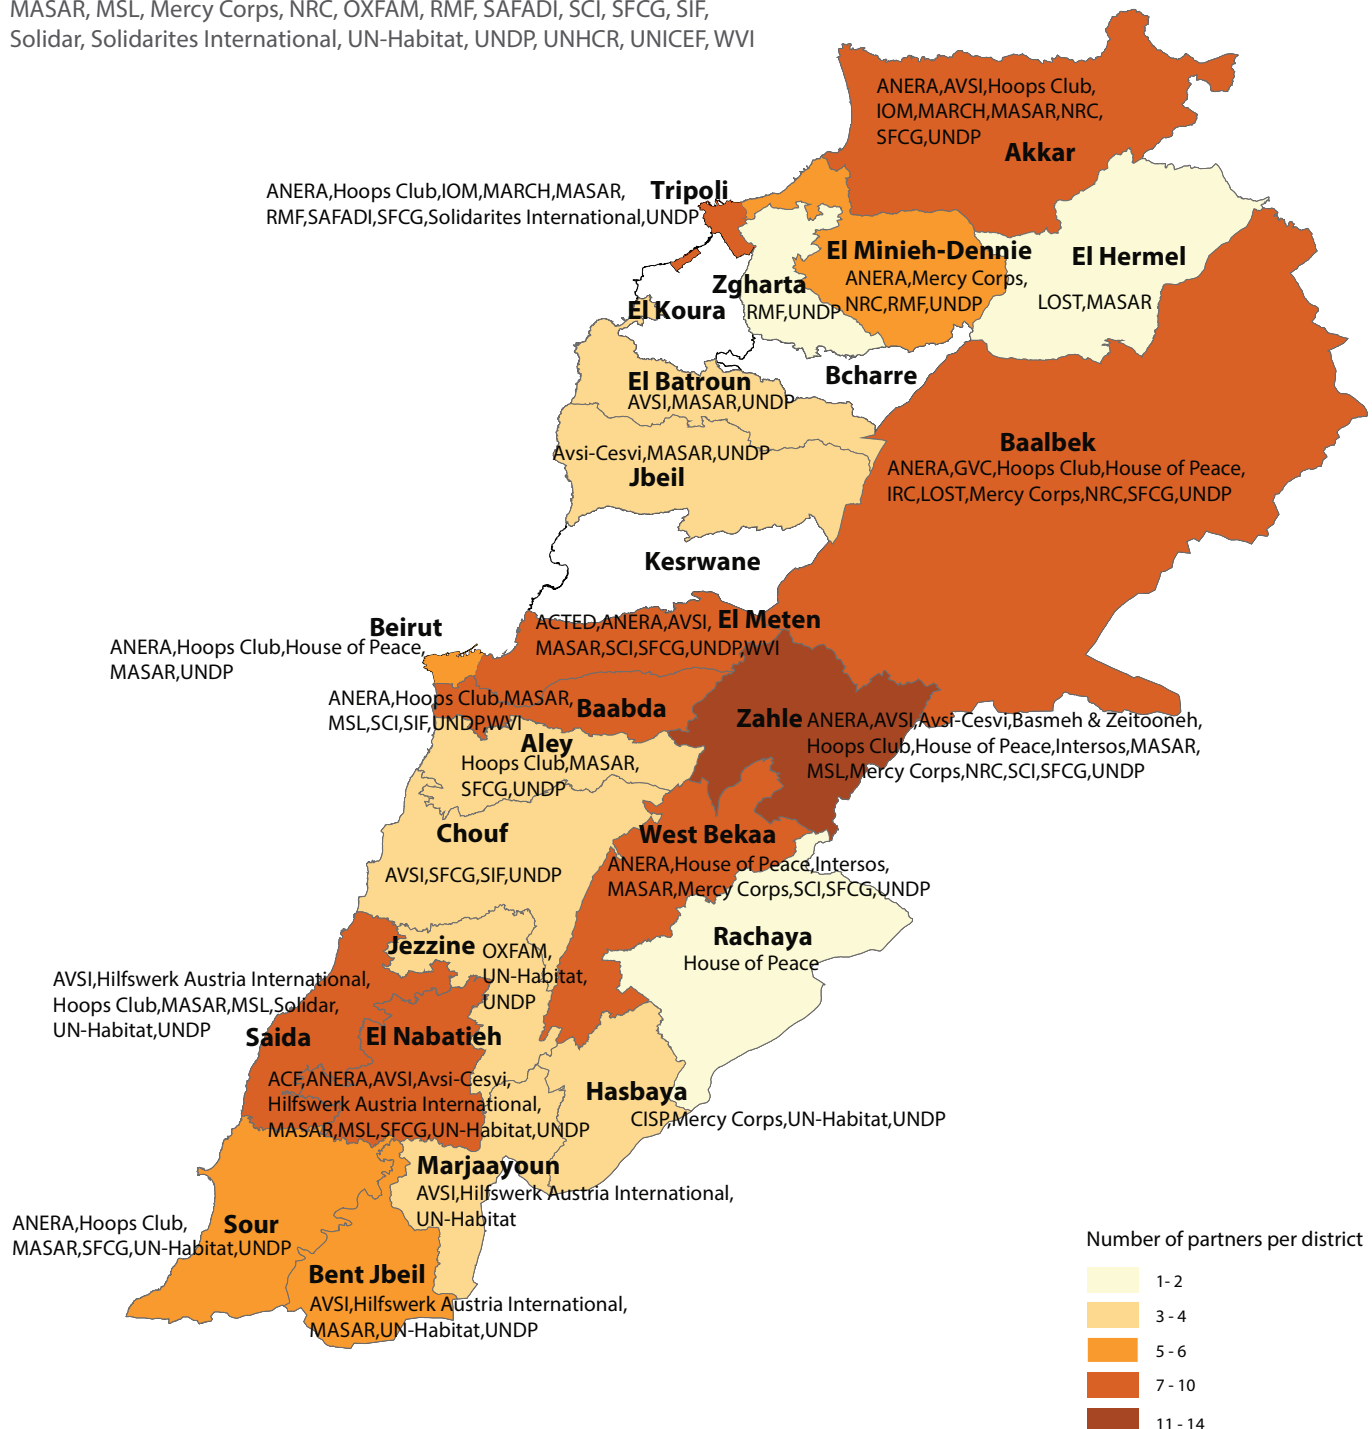 MASAR, MSL, Mercy Corps, NRC, OXFAM, RMF, SAFADI, SCI, SFCG, SIF,
Solidar, Solidarites International, UN-Habitat, UNDP, UNHCR, UNICEF, WVI
ANERA,AVSI,Hoops Club,
IOM,MARCH,MASAR,NRC,
SFCG,UNDP
Akkar
Tripoli
ANERA,Hoops Club,IOM,MARCH,MASAR,
RMF,SAFADI,SFCG,Solidarites International,UNDP
El Minieh-Dennie
ANERA,Mercy Corps,
NRC,RMF,UNDP
El Hermel
LOST,MASAR
Zgharta
RMF,UNDP
El Koura
Bcharre
El Batroun
AVSI,MASAR,UNDP
Avsi-Cesvi,MASAR,UNDP
Jbeil
Baalbek
ANERA,GVC,Hoops Club,House of Peace,
IRC,LOST,Mercy Corps,NRC,SFCG,UNDP
Kesrwane
ACTED,ANERA,AVSI,
El Meten
MASAR,SCI,SFCG,UNDP,WVI
Beirut
ANERA,Hoops Club,House of Peace,
MASAR,UNDP
ANERA,Hoops Club,MASAR,
MSL,SCI,SIF,UNDP,WVI
Baabda
Zahle
ANERA,AVSI,Avsi-Cesvi,Basmeh & Zeitooneh,
Hoops Club,House of Peace,Intersos,MASAR,
MSL,Mercy Corps,NRC,SCI,SFCG,UNDP
Aley
Hoops Club,MASAR,
SFCG,UNDP
Chouf
AVSI,SFCG,SIF,UNDP
West Bekaa
ANERA,House of Peace,Intersos,
MASAR,Mercy Corps,SCI,SFCG,UNDP
Rachaya
House of Peace
Jezzine
OXFAM,
UN-Habitat,
UNDP
AVSI,Hilfswerk Austria International,
Hoops Club,MASAR,MSL,Solidar,
UN-Habitat,UNDP
Saida
El Nabatieh
ACF,ANERA,AVSI,Avsi-Cesvi,
Hilfswerk Austria International,
MASAR,MSL,SFCG,UN-Habitat,UNDP
Hasbaya
CISP,Mercy Corps,UN-Habitat,UNDP
Marjaayoun
AVSI,Hilfswerk Austria International,
UN-Habitat
ANERA,Hoops Club,
MASAR,SFCG,UN-Habitat,UNDP
Sour
Bent Jbeil
AVSI,Hilfswerk Austria International,
MASAR,UN-Habitat,UNDP
Number of partners per district
1- 2
3 - 4
5 - 6
7 - 10
11 - 14